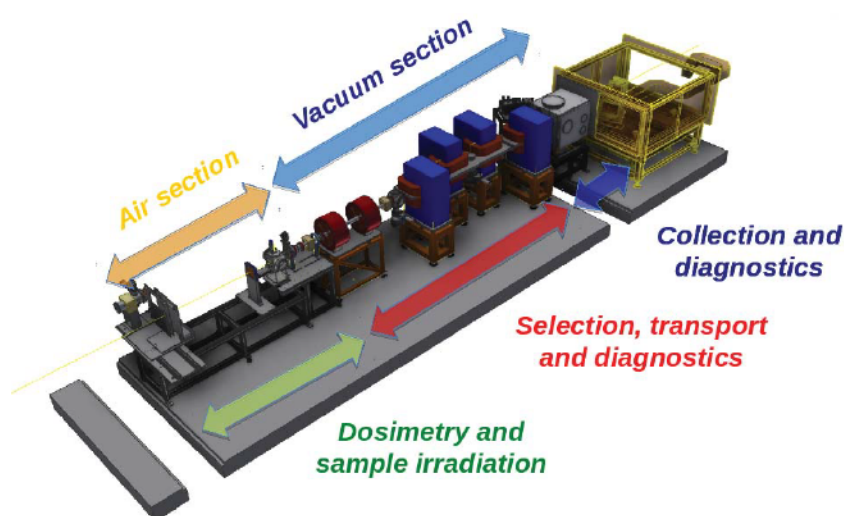 Vacuum section
Air section
Collection and
diagnostics
Selection, transport
and diagnostics
Dosimetry and
sample irradiation